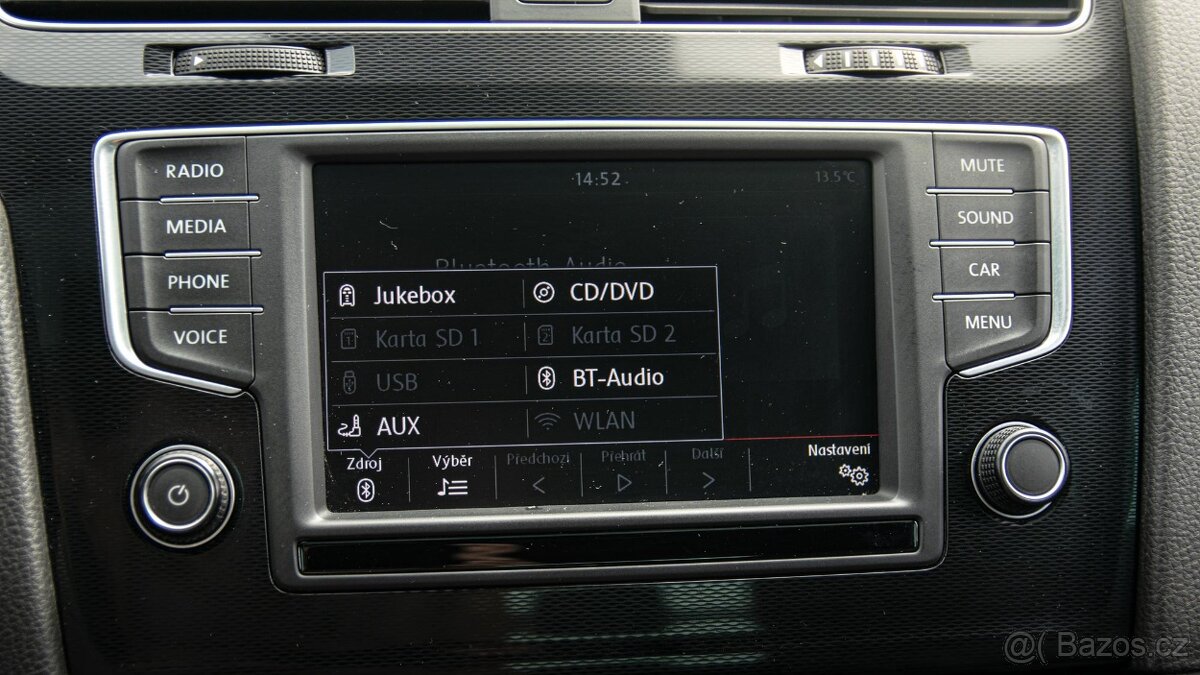 RADIO
MEDIA
PHONE
VOICE
14:52
13.5°C
Bluetooth-Audio
Jukebox
CD/DVD
Karta SD 1
Karta SD 2
USB
BT-Audio
AUX
WLAN
Zdroj
Výběr
Předchozí
Přehrát
Další
Nastavení
MUTE
SOUND
CAR
MENU
@( Bazos.cz